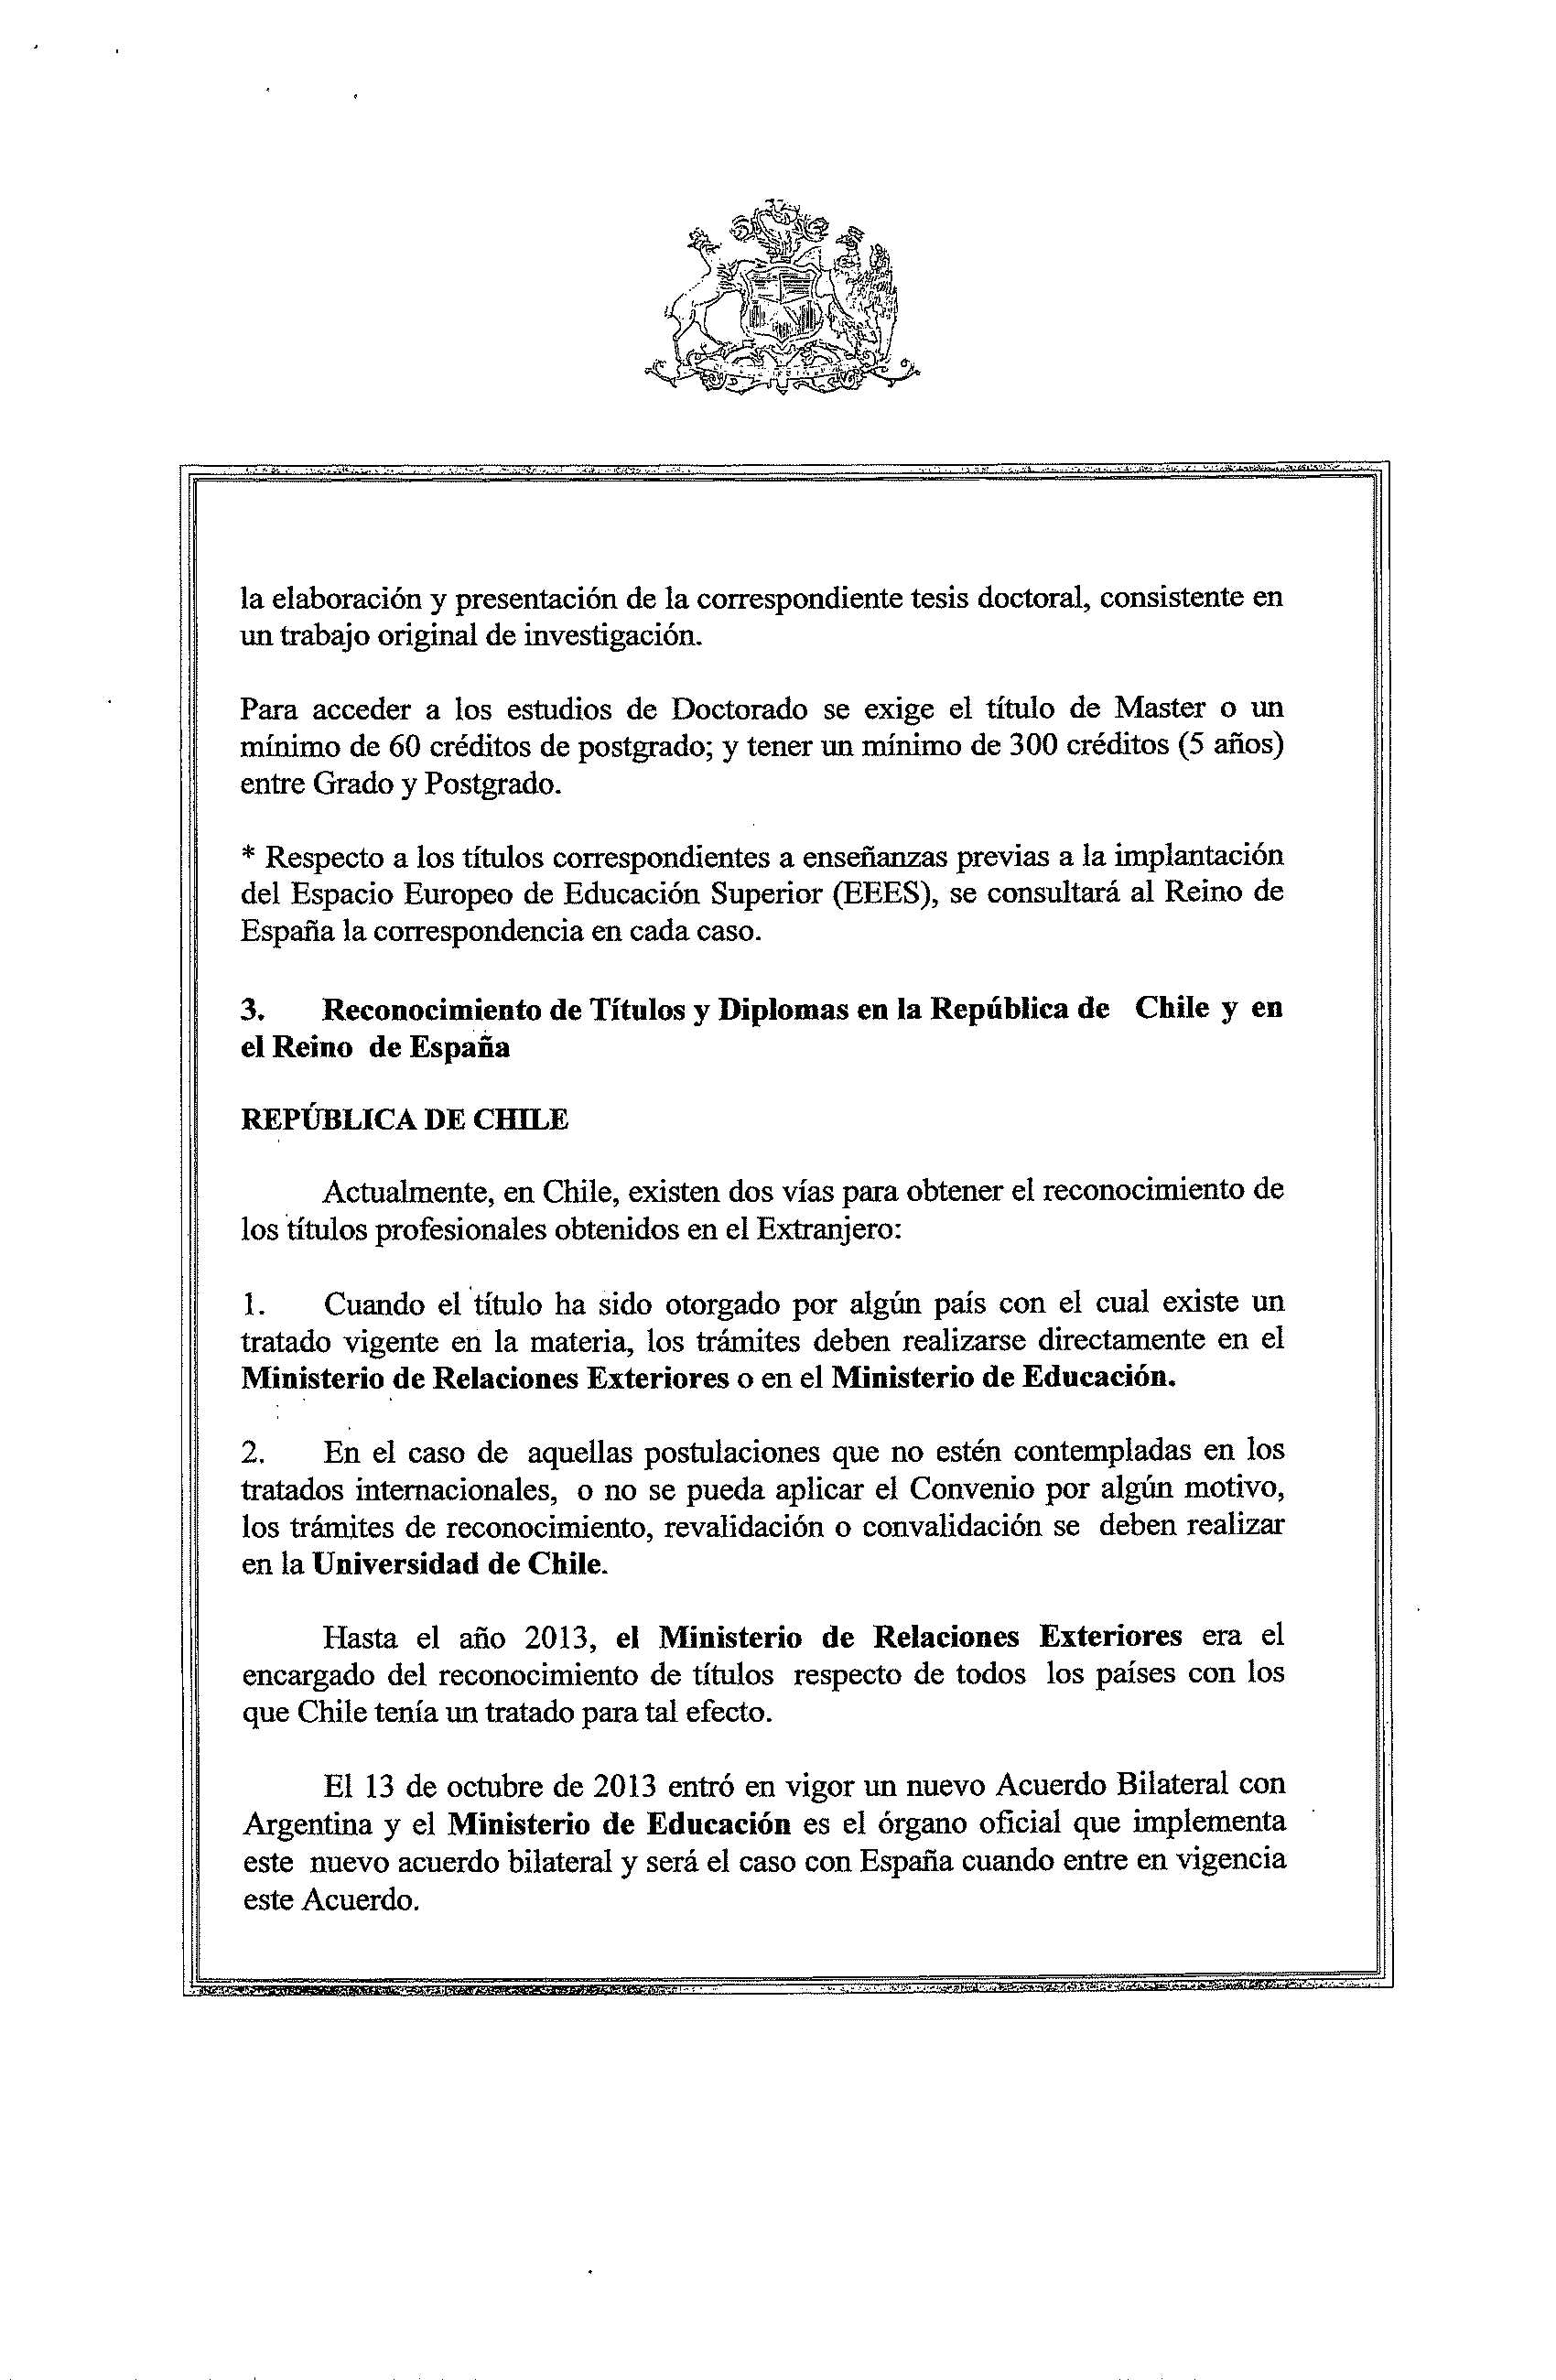 la elaboración y presentación de la correspondiente tesis doctoral, consistente en
un trabajo original de investigación.
Para acceder a los estudios de Doctorado se exige el título de Master o un
mínimo de 60 créditos de postgrado; y tener un mínimo de 300 créditos (5 años)
entre Grado y Postgrado.
* Respecto a los títulos correspondientes a enseñanzas previas a la implantación
del Espacio Europeo de Educación Superior (EEES), se consultará al Reino de
España la correspondencia en cada caso.
3. Reconocimiento de Títulos y Diplomas en la República de Chile y en
el Reino de España
REPÚBLICA DE CHILE
Actualmente, en Chile, existen dos vías para obtener el reconocimiento de
los títulos profesionales obtenidos en el Extranjero:
1. Cuando el título ha sido otorgado por algún país con el cual existe un
tratado vigente en la materia, los trámites deben realizarse directamente en el
Ministerio de Relaciones Exteriores o en el Ministerio de Educación.
2. En el caso de aquellas postulaciones que no estén contempladas en los
tratados internacionales, o no se pueda aplicar el Convenio por algún motivo,
los trámites de reconocimiento, revalidación o convalidación se deben realizar
en la Universidad de Chile.
Hasta el año 2013, el Ministerio de Relaciones Exteriores era el
encargado del reconocimiento de títulos respecto de todos los países con los
que Chile tenía un tratado para tal efecto.
El 13 de octubre de 2013 entró en vigor un nuevo Acuerdo Bilateral con
Argentina y el Ministerio de Educación es el órgano oficial que implementa
este nuevo acuerdo bilateral y será el caso con España cuando entre en vigencia
este Acuerdo.